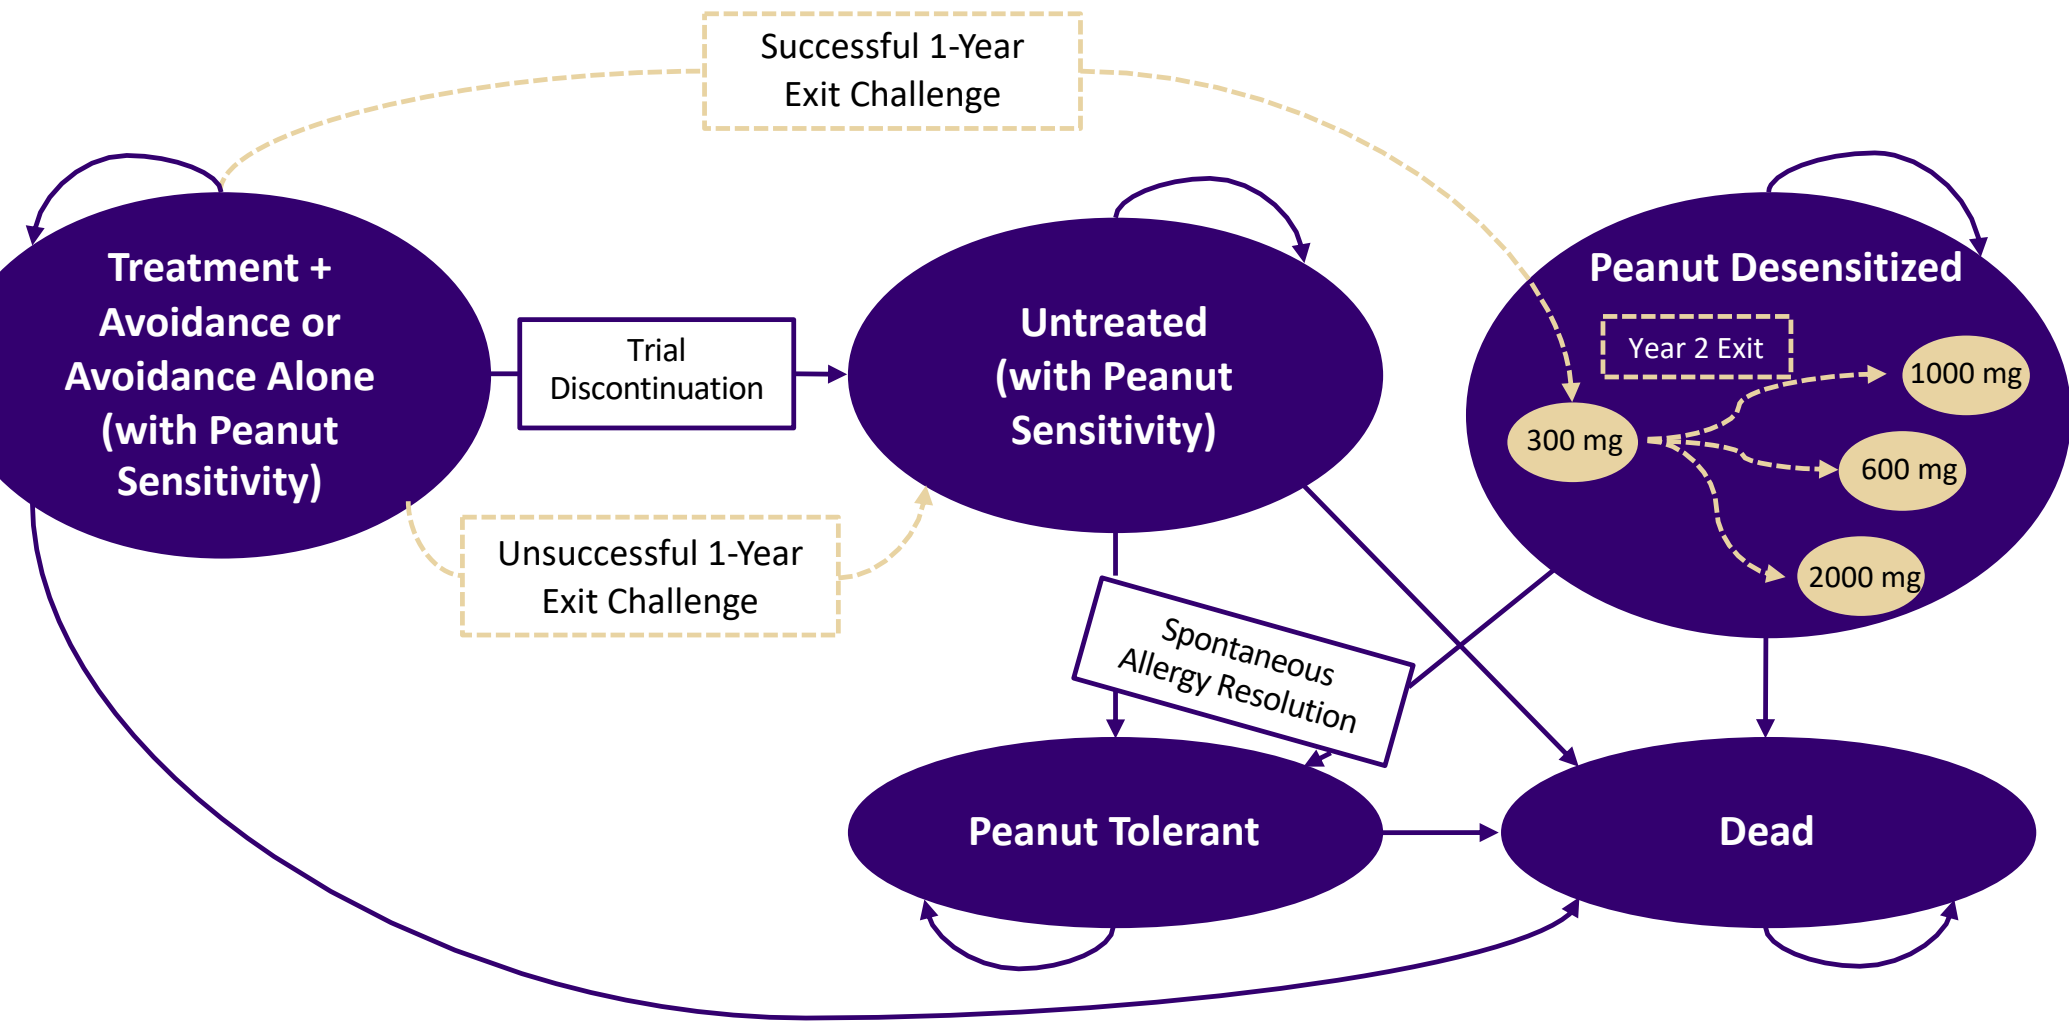 Successful 1-Year
Exit Challenge
Treatment +
Avoidance or
Avoidance Alone
(with Peanut
Sensitivity)
Trial
Discontinuation
Untreated
(with Peanut
Sensitivity)
Peanut Desensitized
Year 2 Exit
1000 mg
300 mg
600 mg
2000 mg
Unsuccessful 1-Year
Exit Challenge
Spontaneous
Allergy Resolution
Peanut Tolerant
Dead